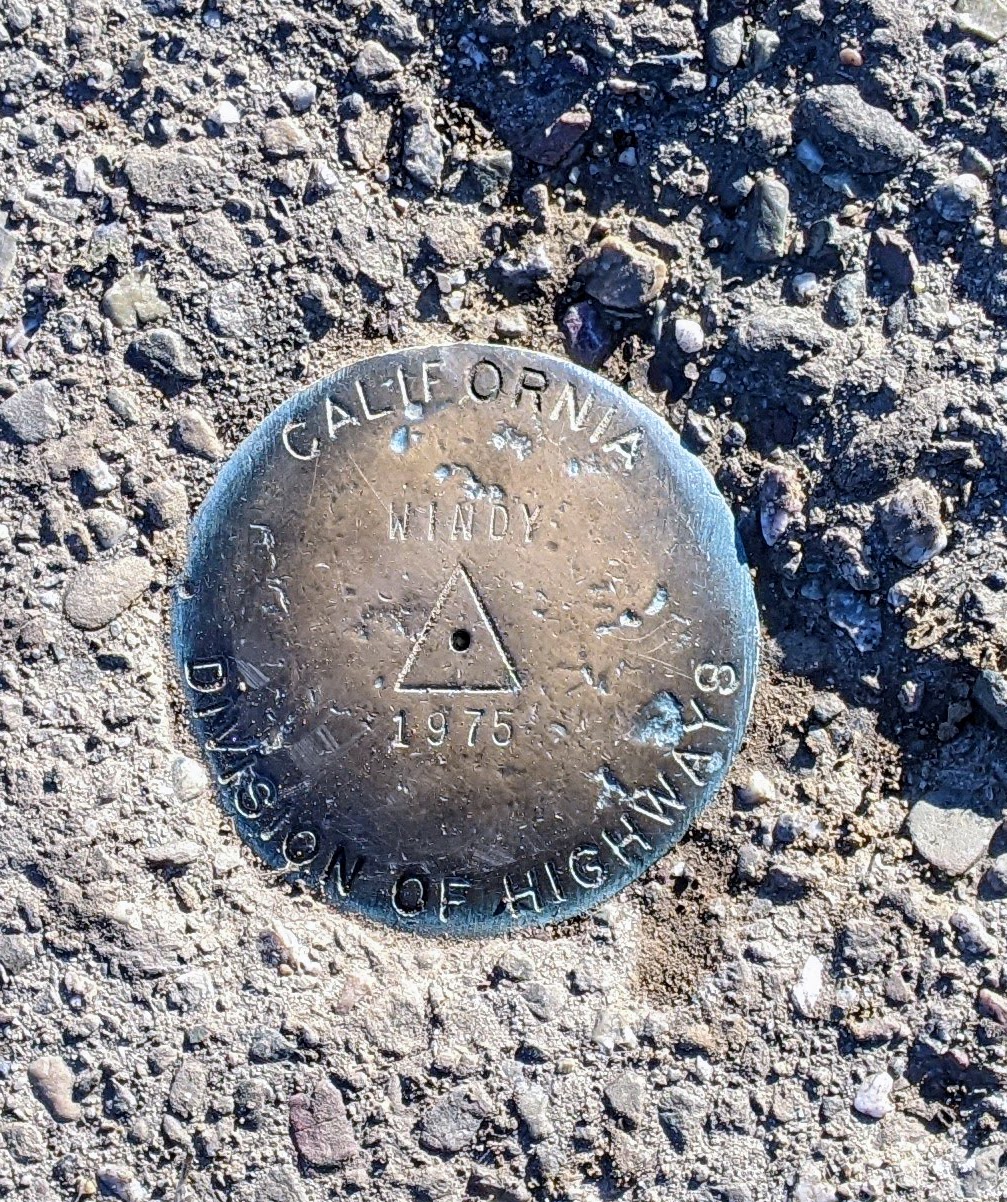 CALIFORNIA
WINDY
1975
DIVISION OF HIGHWAYS